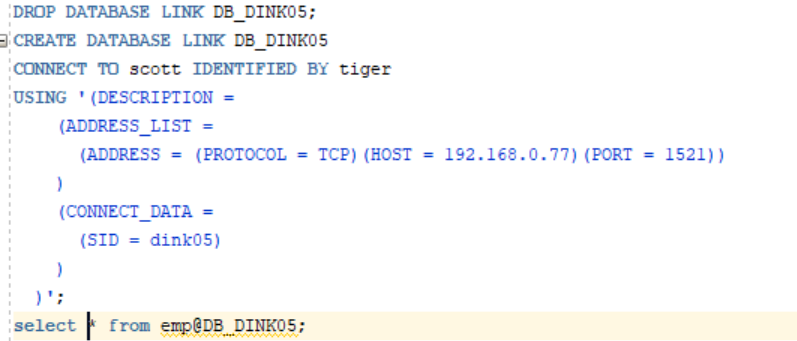 DROP DATABASE LINK DB_DINK05;
CREATE DATABASE LINK DB_DINK05
CONNECT TO scott IDENTIFIED BY tiger
USING '(DESCRIPTION =
(ADDRESS_LIST =
(ADDRESS = (PROTOCOL = TCP)(HOST = 192.168.0.77)(PORT = 1521))
)
(CONNECT_DATA =
(SID = dink05)
)
)';
select * from emp@DB_DINK05;